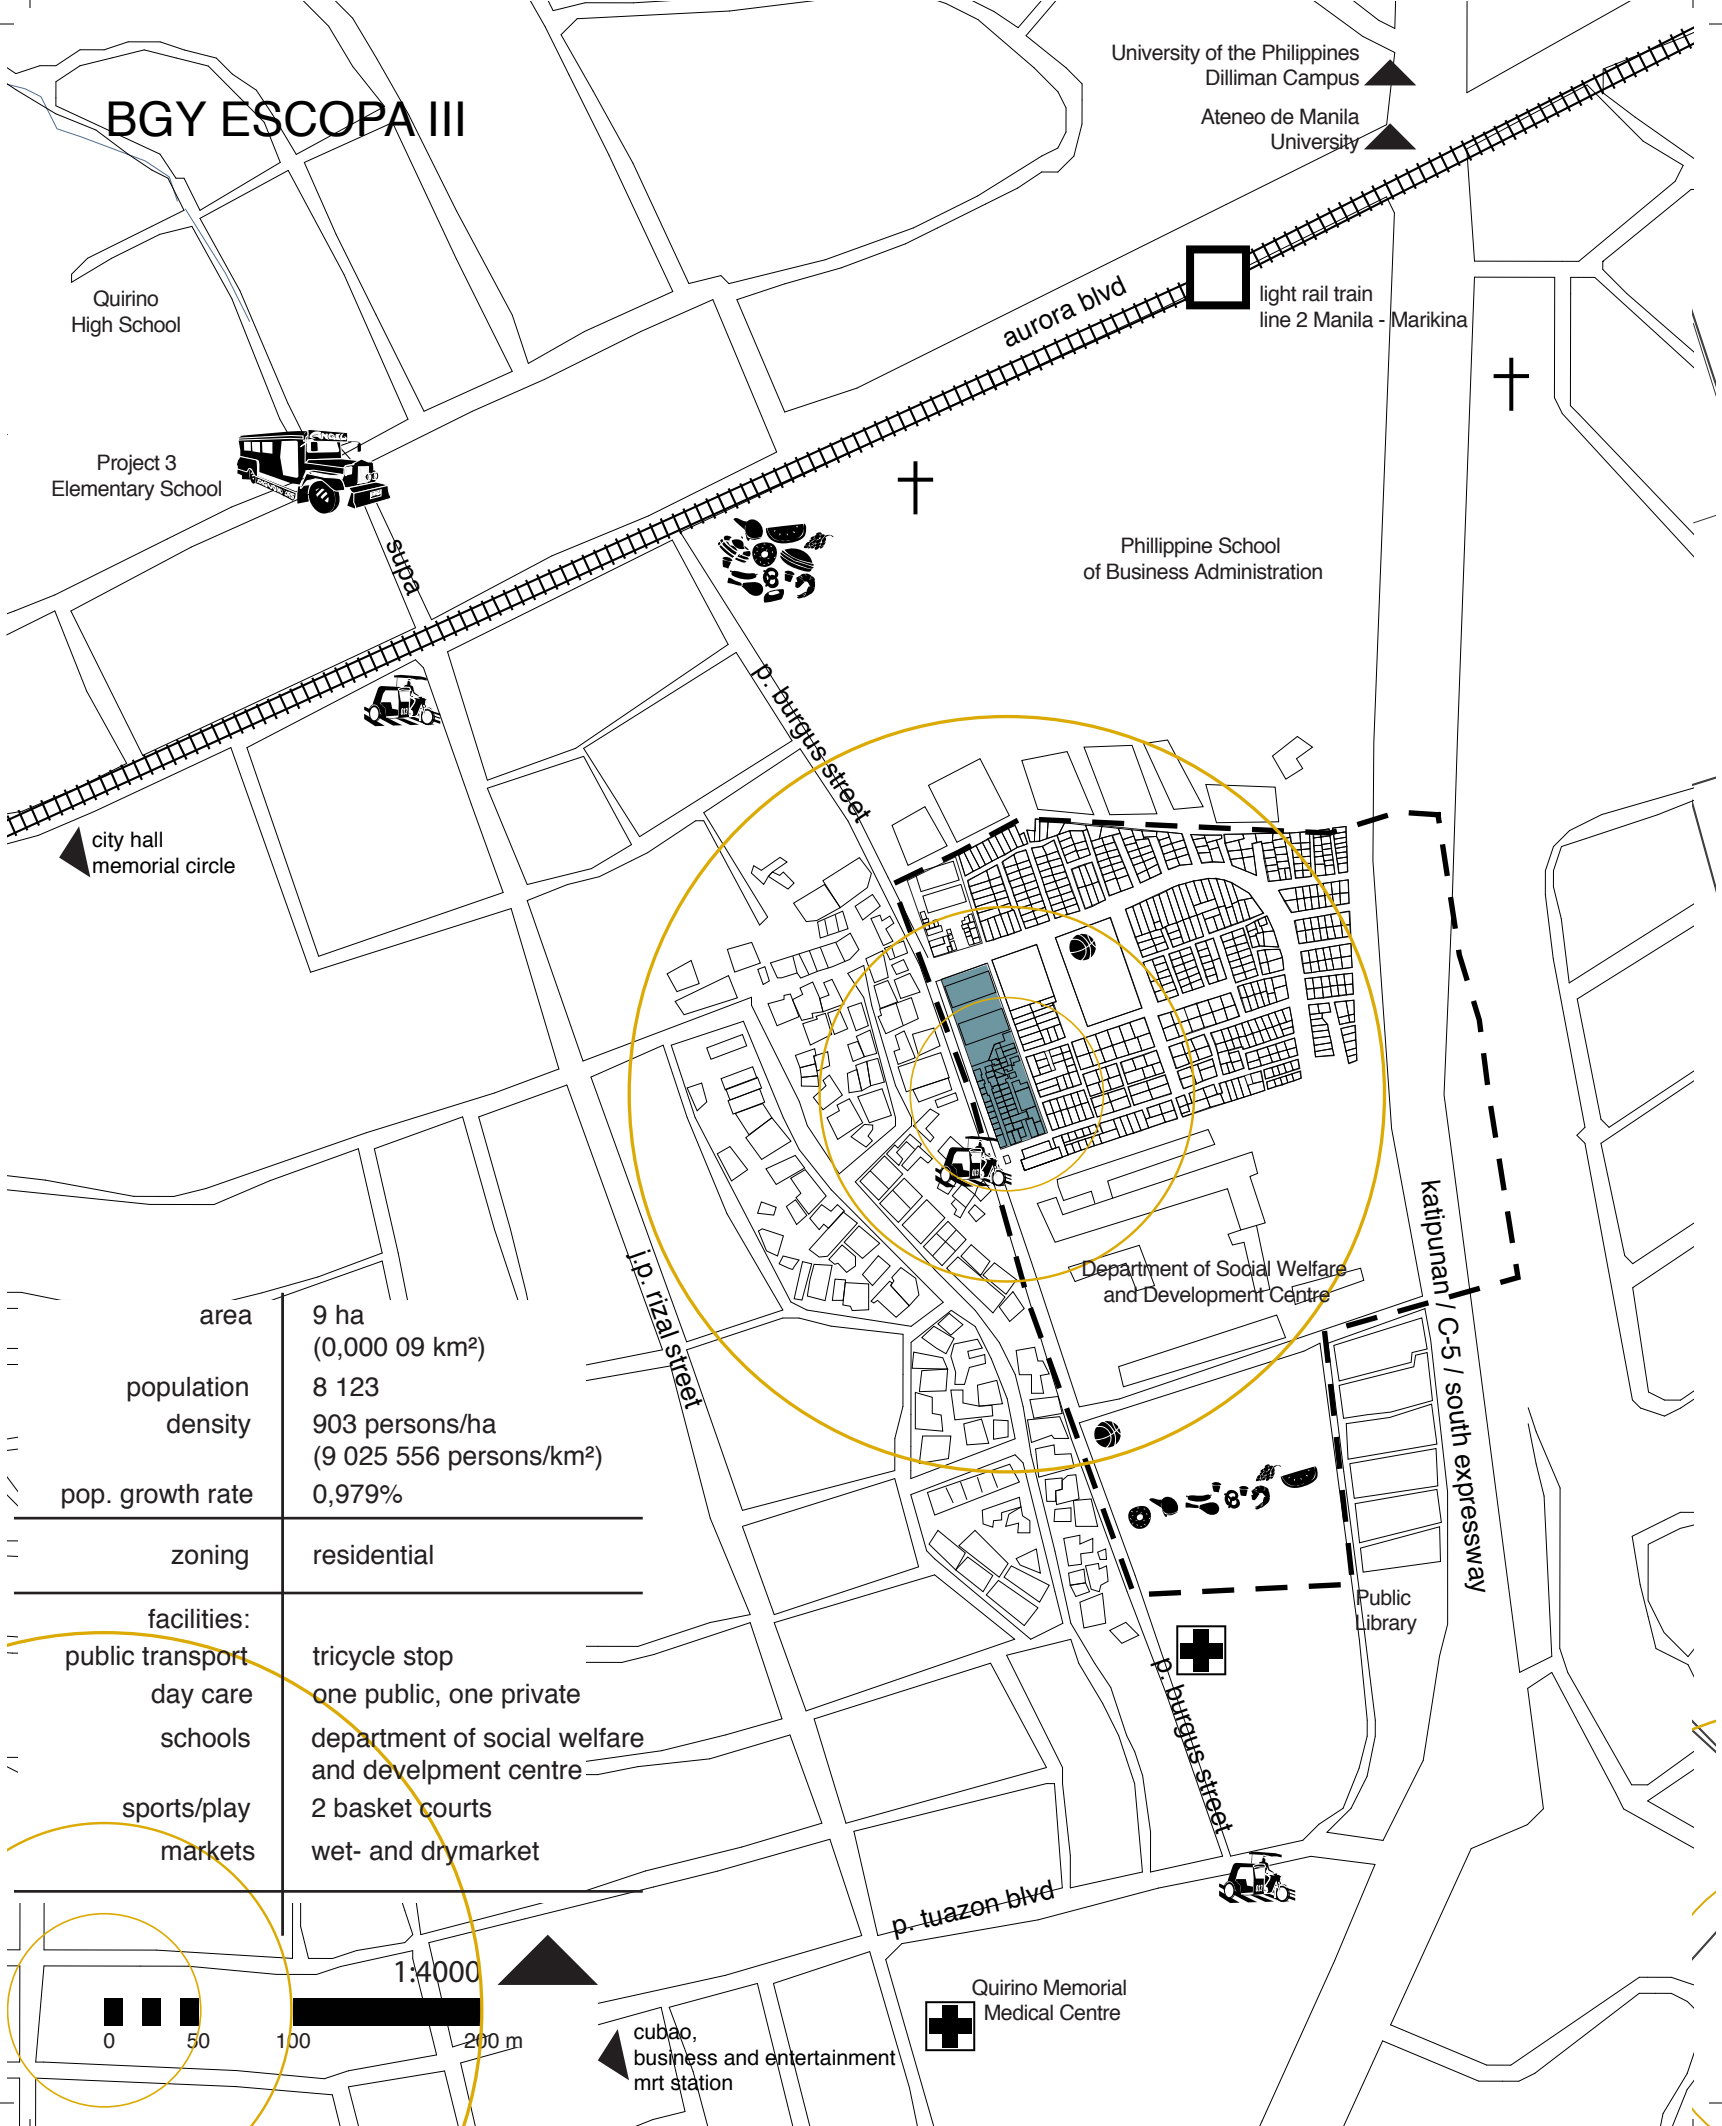 BGY ESCOPA III
University of the Philippines
Dilliman Campus
Ateneo de Manila
University
Quirino
High School
aurora blvd
light rail train
line 2 Manila - Marikina
Project 3
Elementary School
supa
Phillippine School
of Business Administration
p. burgus street
city hall
memorial circle
katipunan / C-5 / south expressway
j.p. rizal street
Department of Social Welfare
and Development Centre
area 9 ha
(0,000 09 km²)
population 8 123
density 903 persons/ha
(9 025 556 persons/km²)
pop. growth rate 0,979%
zoning residential
facilities:
public transport tricycle stop
day care one public, one private
schools department of social welfare
and develpment centre
sports/play 2 basket courts
markets wet- and drymarket
Public
Library
p. burgus street
p. tuazon blvd
1:4000
0 50 100 200 m
Quirino Memorial
Medical Centre
cubao,
business and entertainment
mrt station